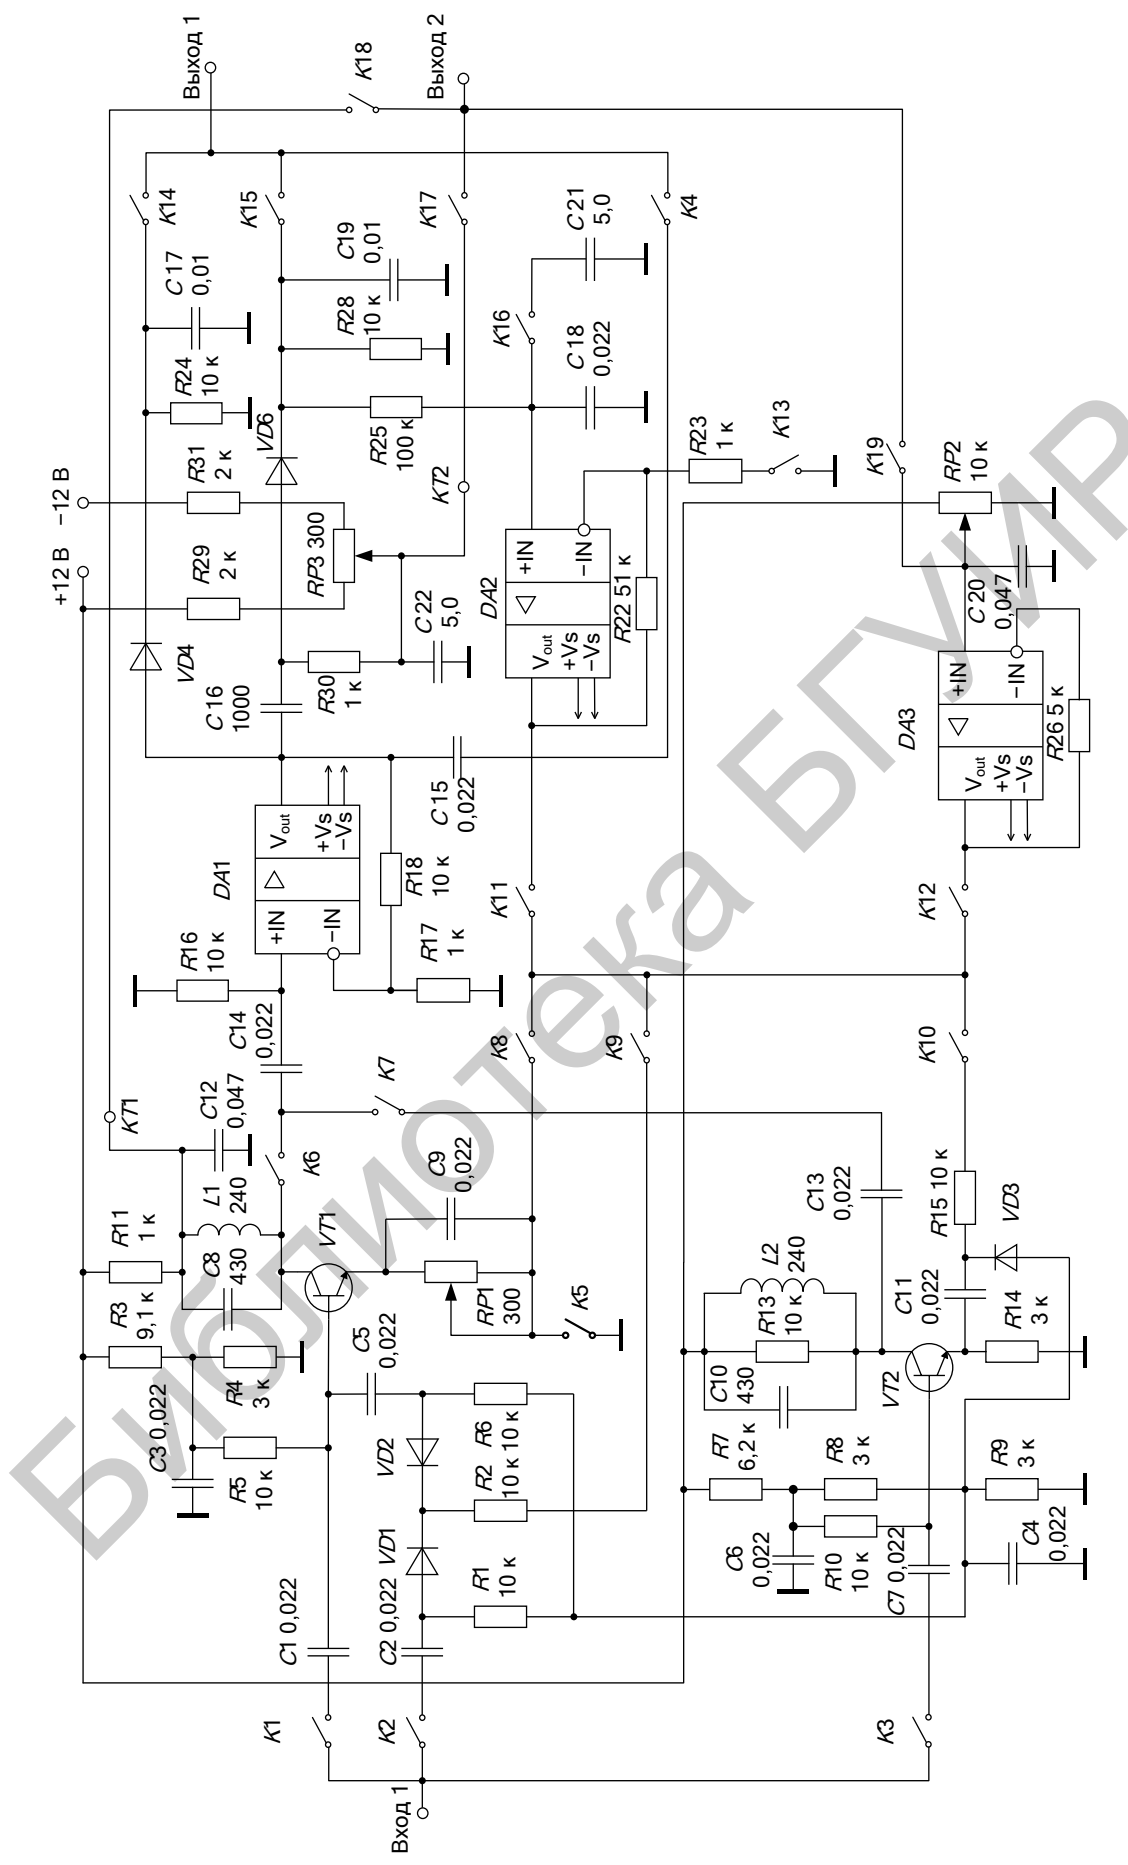 Вход 1
K1
K2
K3
C1 0,022
C2 0,022
R1
10 к
VD1
R2
10 к
VD2
R6
10 к
C3 0,022
R5
10 к
R3
9,1 к
R4
3 к
C5
0,022
R11
1 к
C8
430
L1
240
VT1
RP1
300
K5
C9
0,022
C12
0,047
KT1
K6
K7
C14
0,022
R16
10 к
DA1
+IN
–IN
Vout
+Vs
–Vs
R17
1 к
R18
10 к
C15
0,022
C16
1000
VD4
R30
1 к
C22
5,0
+12 В
–12 В
R29
2 к
R31
2 к
RP3 300
VD6
R24
10 к
C17
0,01
K14
K15
K17
K4
R25
100 к
R28
10 к
C19
0,01
KT2
K16
C18
0,022
C21
5,0
Выход 1
K18
Выход 2
K8
K9
K11
DA2
Vout
+Vs
–Vs
+IN
–IN
R22 51 к
R23
1 к
K13
K19
C6
0,022
R7
6,2 к
R8
3 к
R10
10 к
C7 0,022
C4
0,022
R9
3 к
C10
430
R13
10 к
L2
240
VT2
C11
0,022
R14
3 к
C13
0,022
R15 10 к
VD3
K10
K12
DA3
Vout
+Vs
–Vs
+IN
–IN
R26 5 к
C20
0,047
RP2
10 к
Библиотека БГУИР